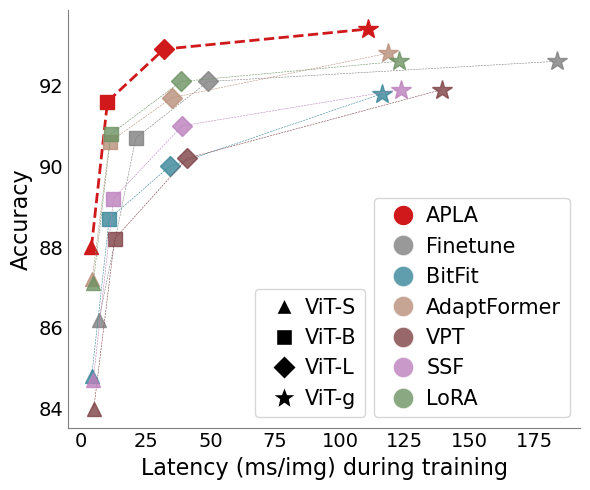 Accuracy
92
90
88
86
84
0 25 50 75 100 125 150 175
Latency (ms/img) during training
ViT-S
ViT-B
ViT-L
ViT-g
APLA
Finetune
BitFit
AdaptFormer
VPT
SSF
LoRA